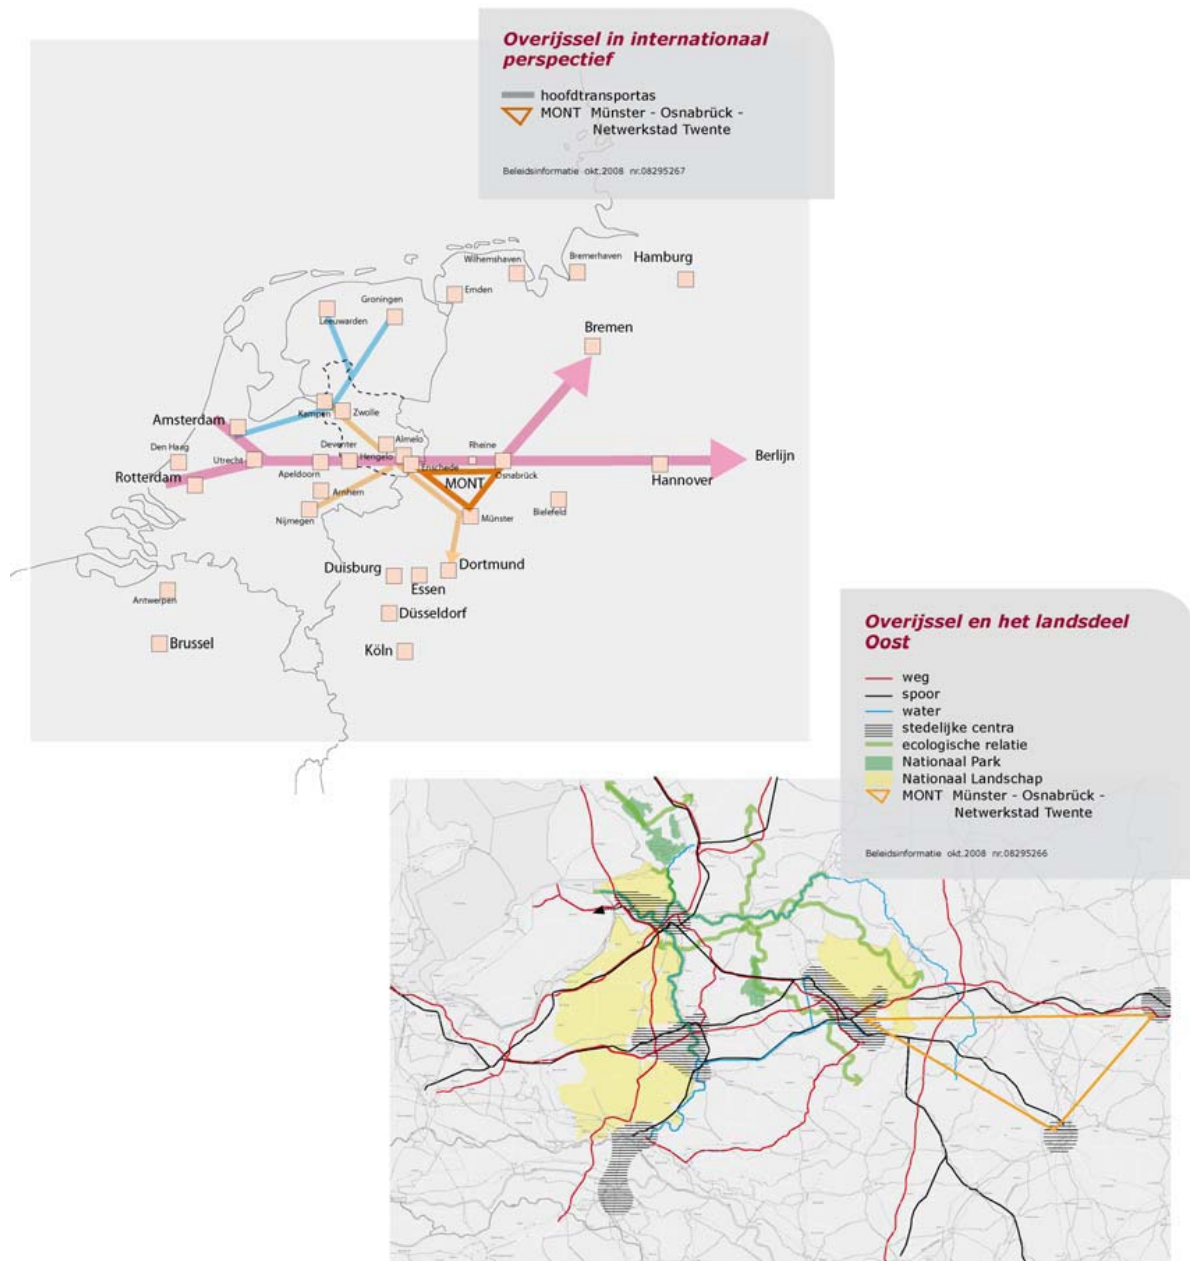 Overijssel in internationaal
perspectief
hoofdtransportas
MONT Münster - Osnabrück -
Netwerkstad Twente
Beleidsinformatie okt.2008 nr.08295267
Hamburg
Bremerhaven
Wilhemshaven
Emden
Groningen
Leeuwarden
Bremen
Kampen
Zwolle
Amsterdam
Den Haag
Utrecht
Deventer
Almelo
Hengelo
Rheine
Berlijn
Enschede
Apeldoorn
Osnabrück
Hannover
Rotterdam
MONT
Arnhem
Nijmegen
Münster
Bielefeld
Duisburg
Dortmund
Essen
Antwerpen
Düsseldorf
Brussel
Köln
Overijssel en het landsdeel
Oost
weg
spoor
water
stedelijke centra
ecologische relatie
Nationaal Park
Nationaal Landschap
MONT Münster - Osnabrück -
Netwerkstad Twente
Beleidsinformatie okt.2008 nr.08295266